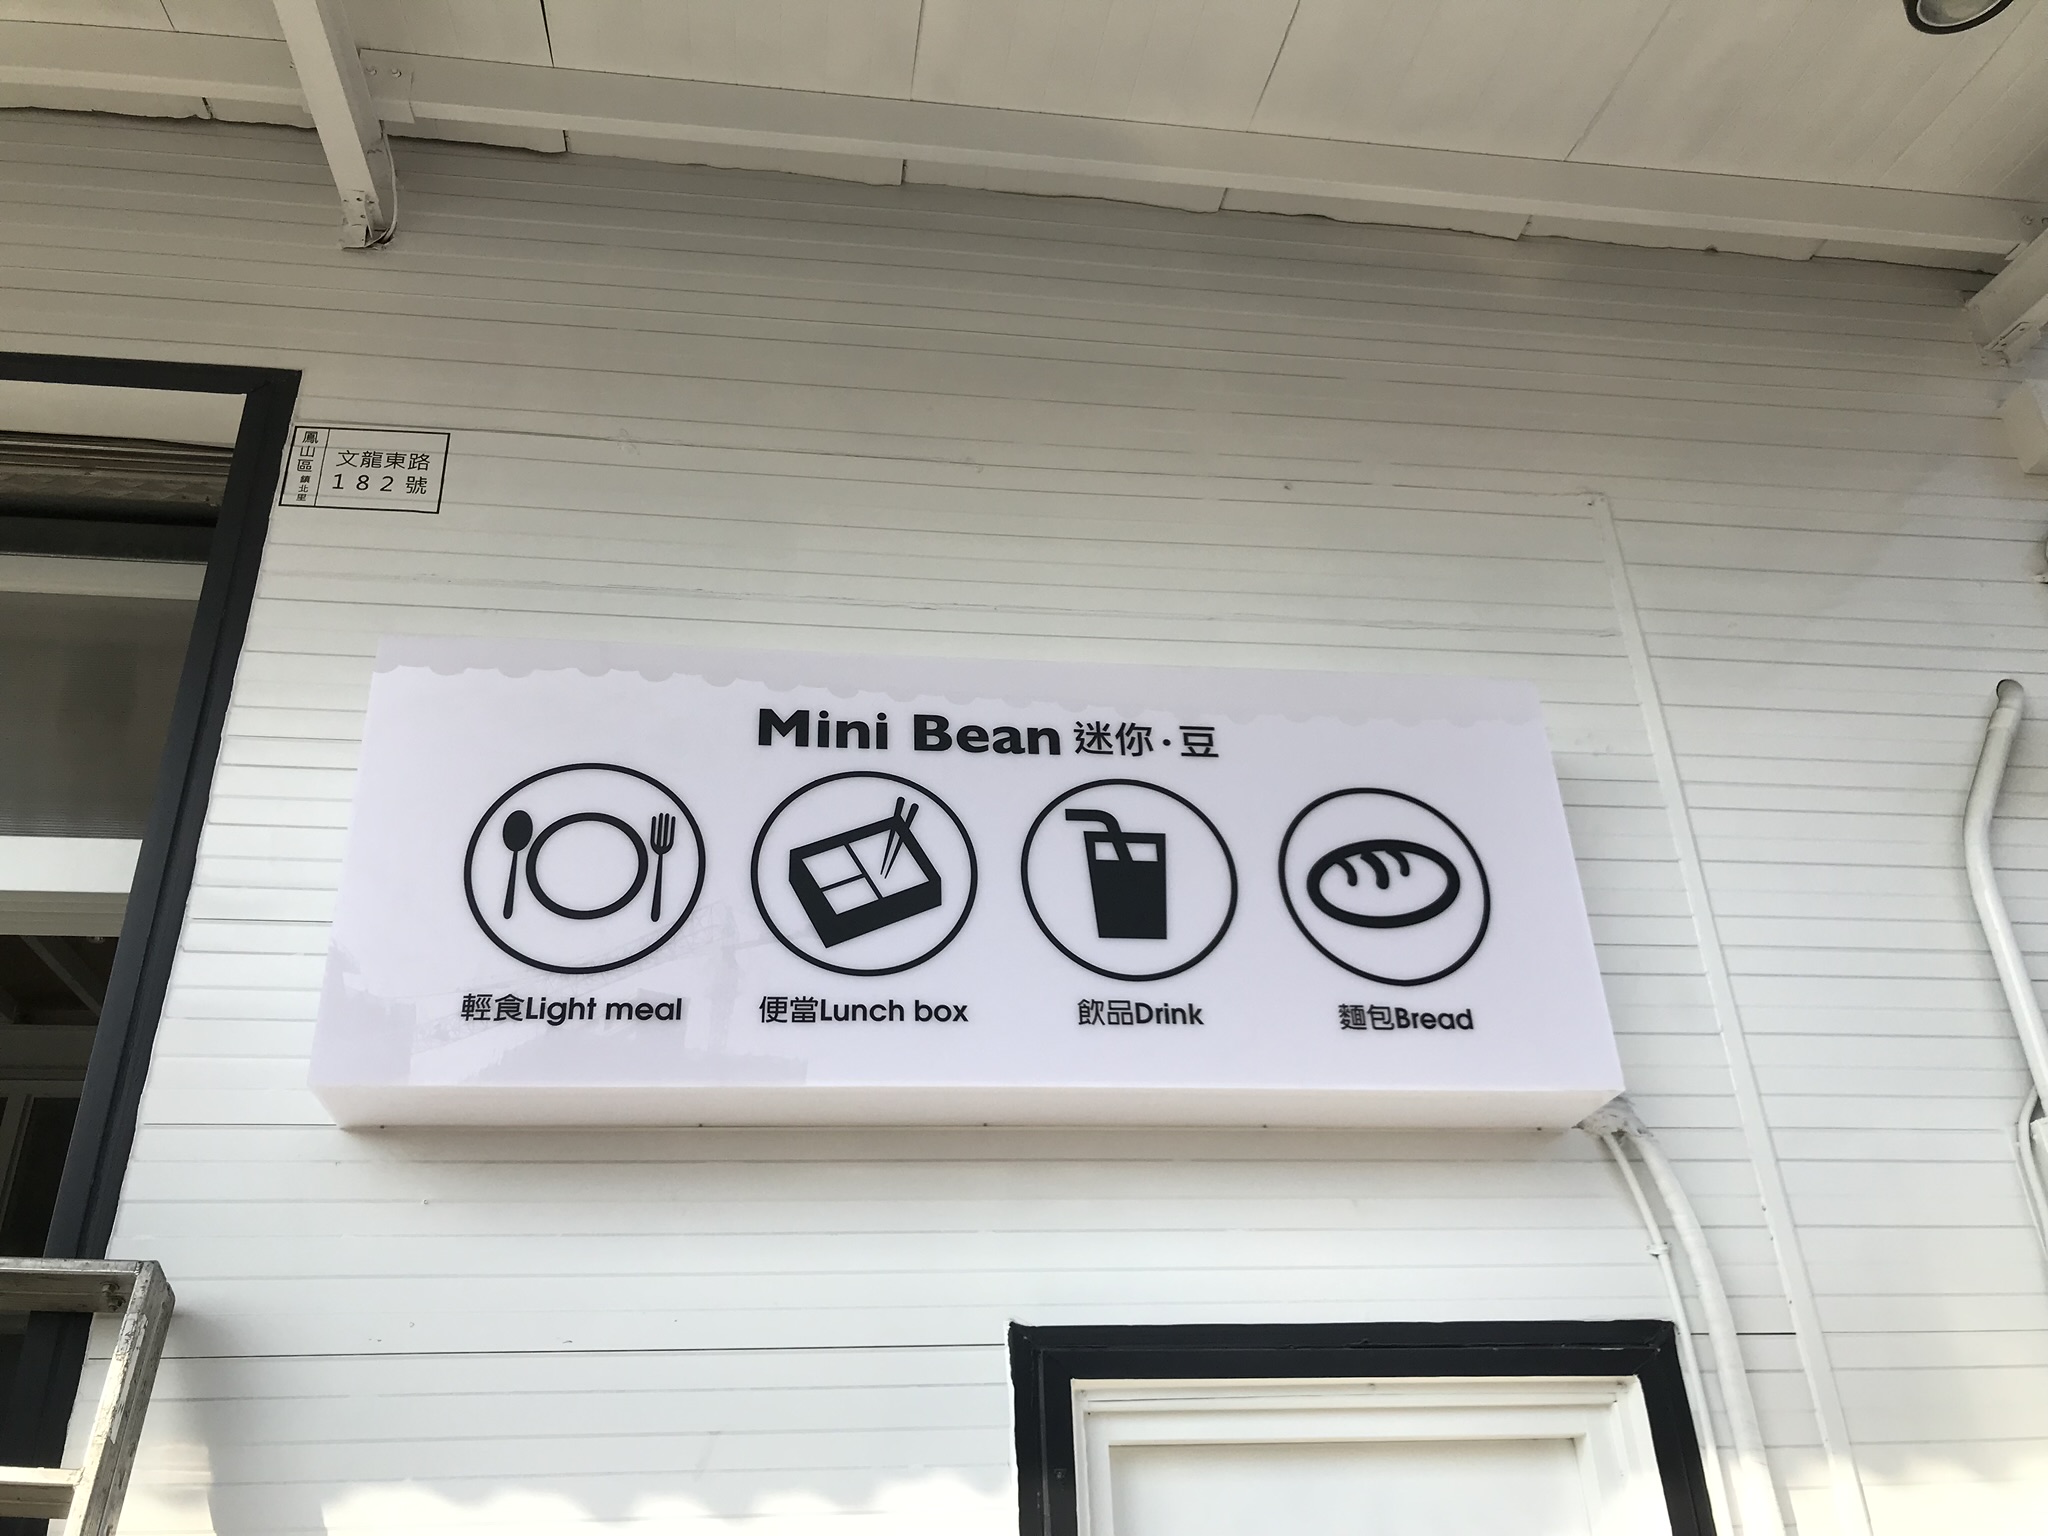 鳳山區鎮北里
文龍東路
182號
Mini Bean 迷你·豆
輕食Light meal
便當Lunch box
飲品Drink
麵包Bread